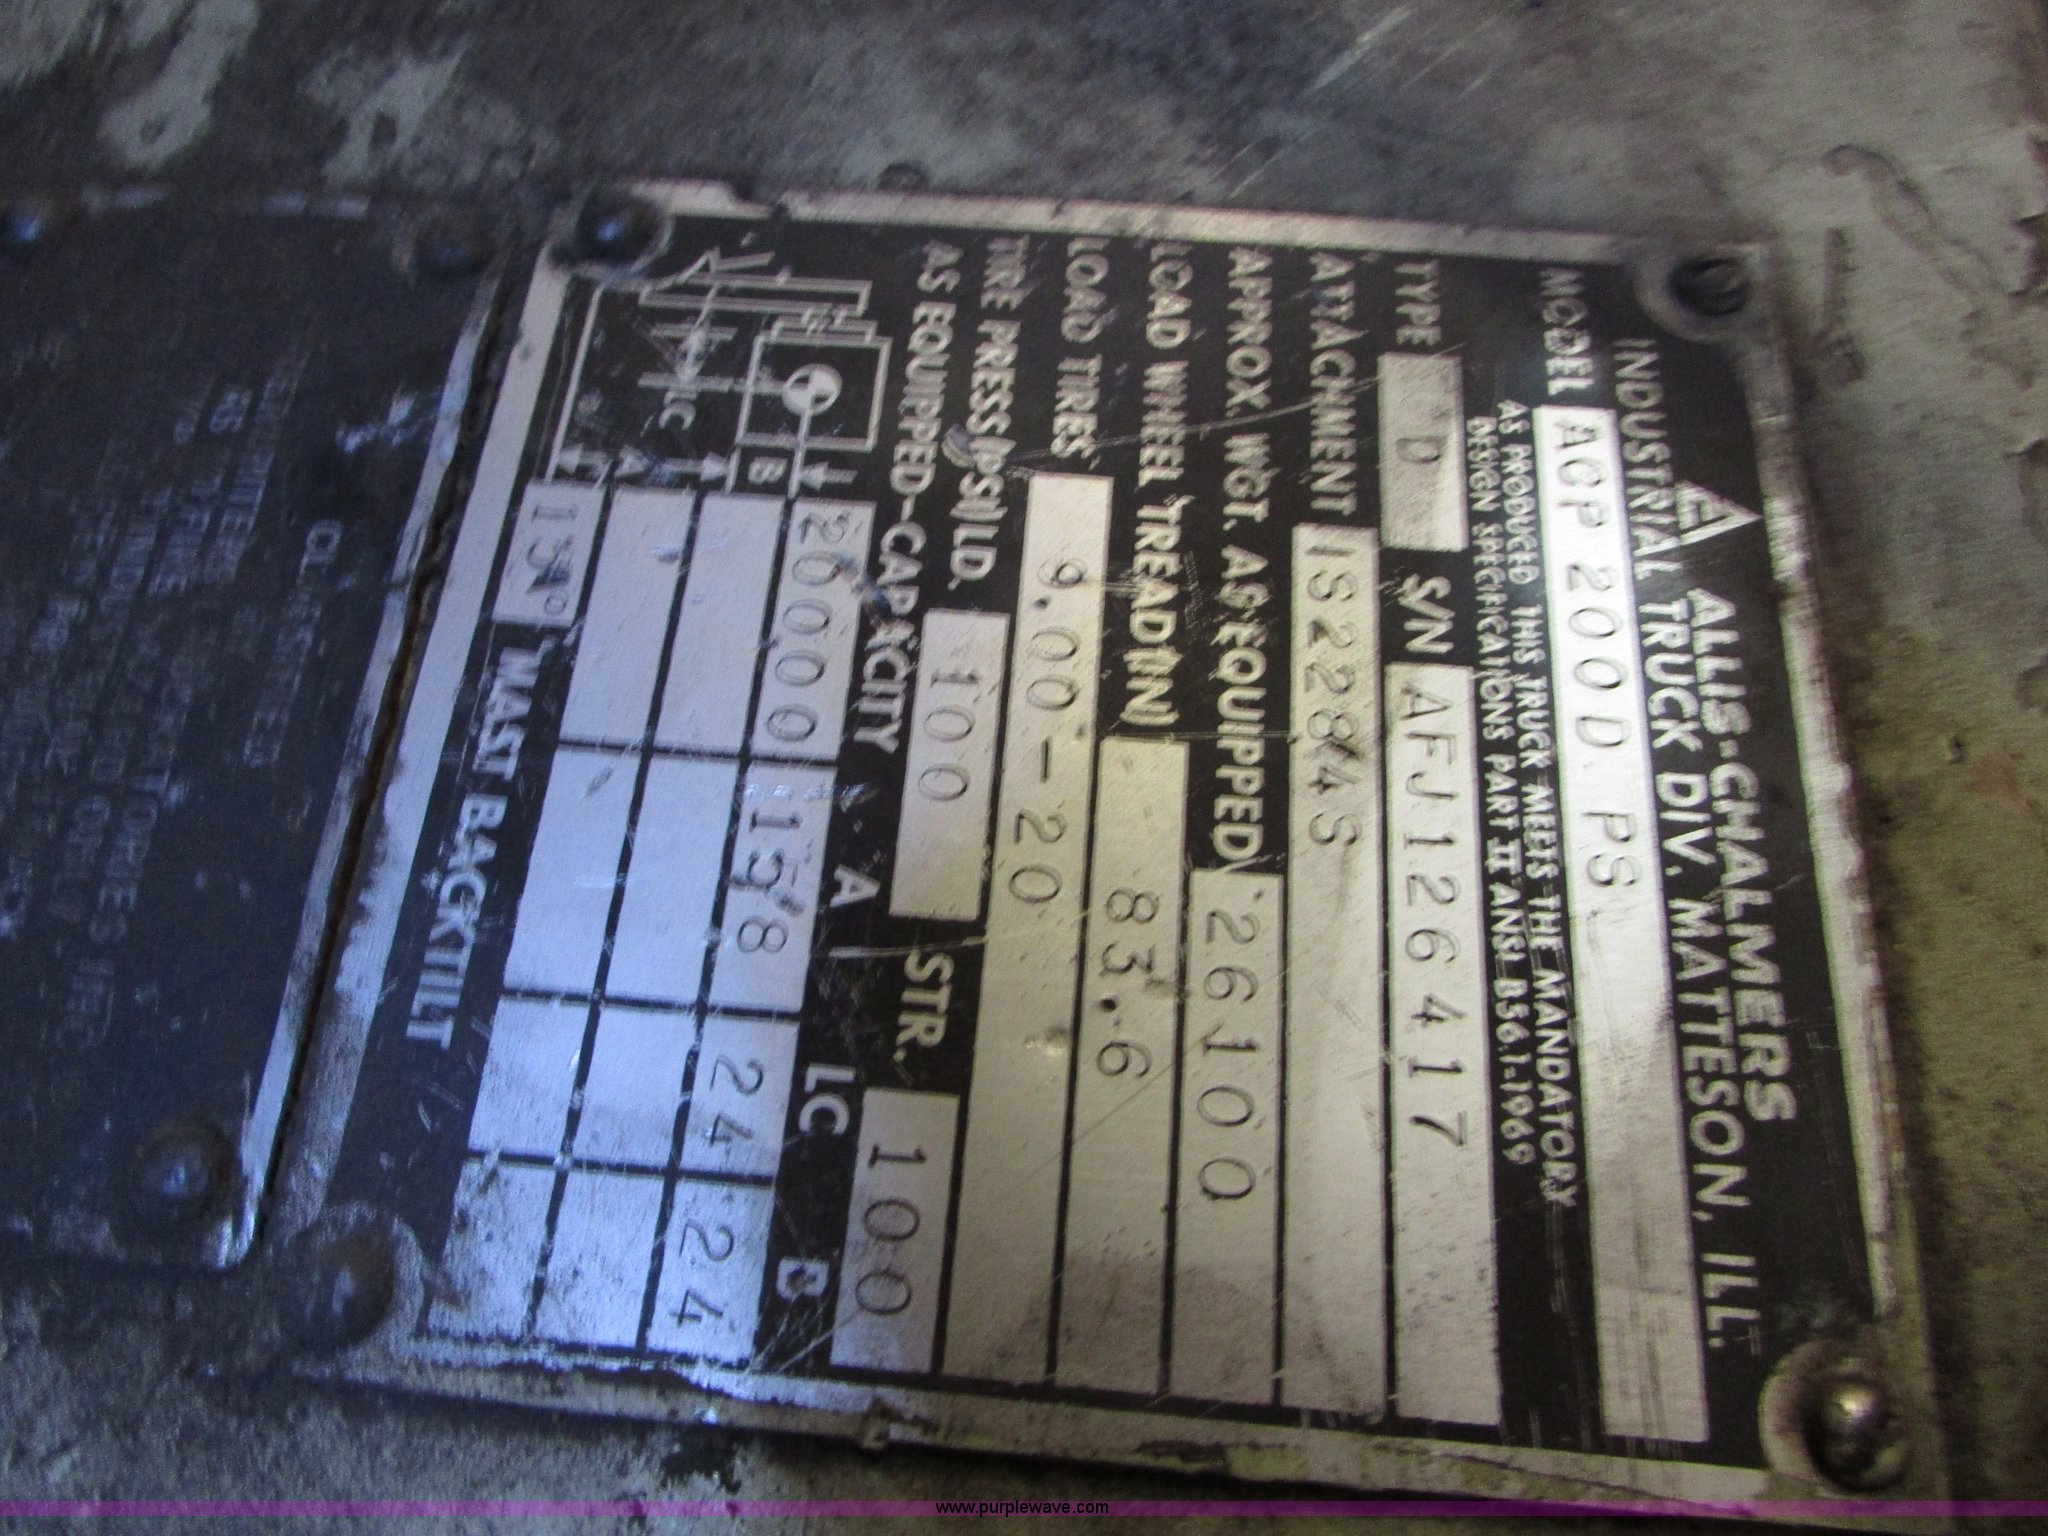 ALLIS-CHALMERS
INDUSTRIAL TRUCK DIV. MATTESON, ILL.
MODEL ACP 200D PS
AS PRODUCED THIS TRUCK MEETS THE MANDATORY
DESIGN SPECIFICATIONS PART II ANSI B56.1-1969
TYPE D S/N AFJ126417
ATTACHMENT IS2284S
APPROX. WGT. AS EQUIPPED 26100
LOAD WHEEL TREAD(IN) 83.6
LOAD TIRES 9.00-20
TIRE PRESS(PSI)LD. 100 STR. 100
AS EQUIPPED-CAPACITY A LC B
20000 198 24 24
B
A
LC
MAST BACKTILT
www.purplewave.com